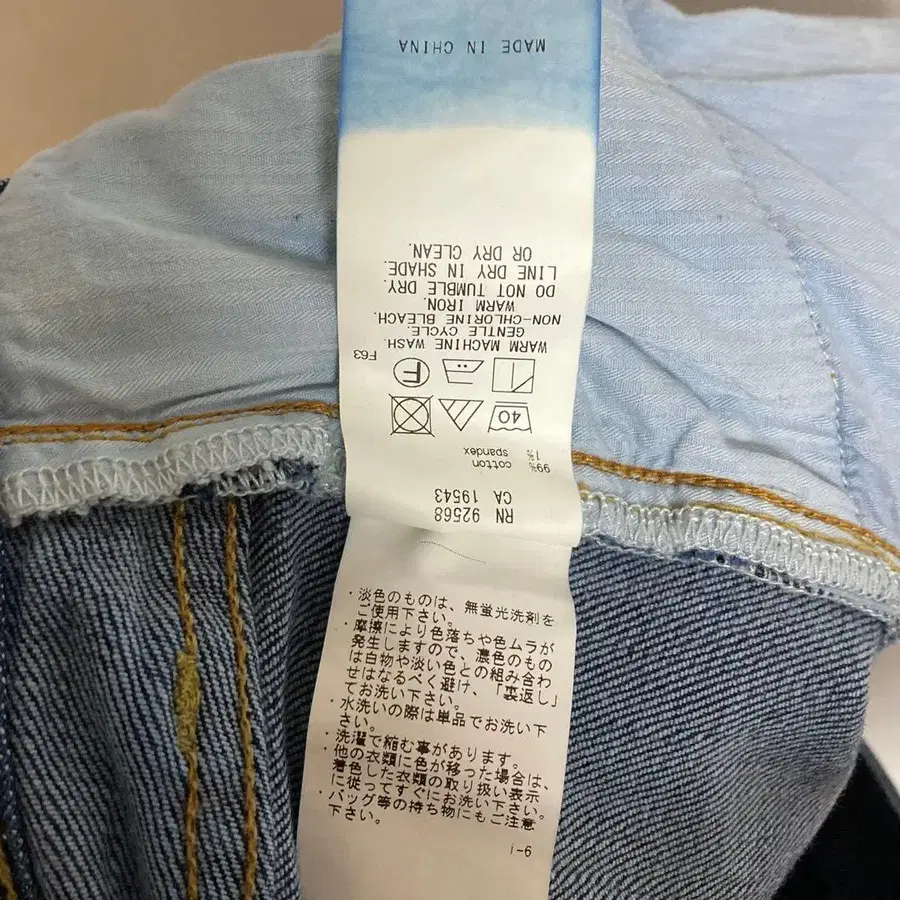 MADE IN CHINA
RN 92568
CA 19543
99% cotton
1% spandex
40
F
F63
WARM MACHINE WASH.
GENTLE CYCLE.
NON-CHLORINE BLEACH.
WARM IRON.
DO NOT TUMBLE DRY.
LINE DRY IN SHADE.
OR DRY CLEAN.
・淡色のものは、無蛍光洗剤を
ご使用下さい。
・摩擦により色落ちや色ムラが
発生しますので、濃色のもの
は白物や淡い色との組み合わ
せはなるべく避け、「裏返し」
てお洗い下さい。
・水洗いの際は単品でお洗い下
さい。
・洗濯で縮む事があります。
・他の衣類に色が移った場合は、
着色した衣類の取り扱い表示
に従ってすぐにお洗い下さい。
・バッグ等の持ち物にもご注意
下さい。
i-6